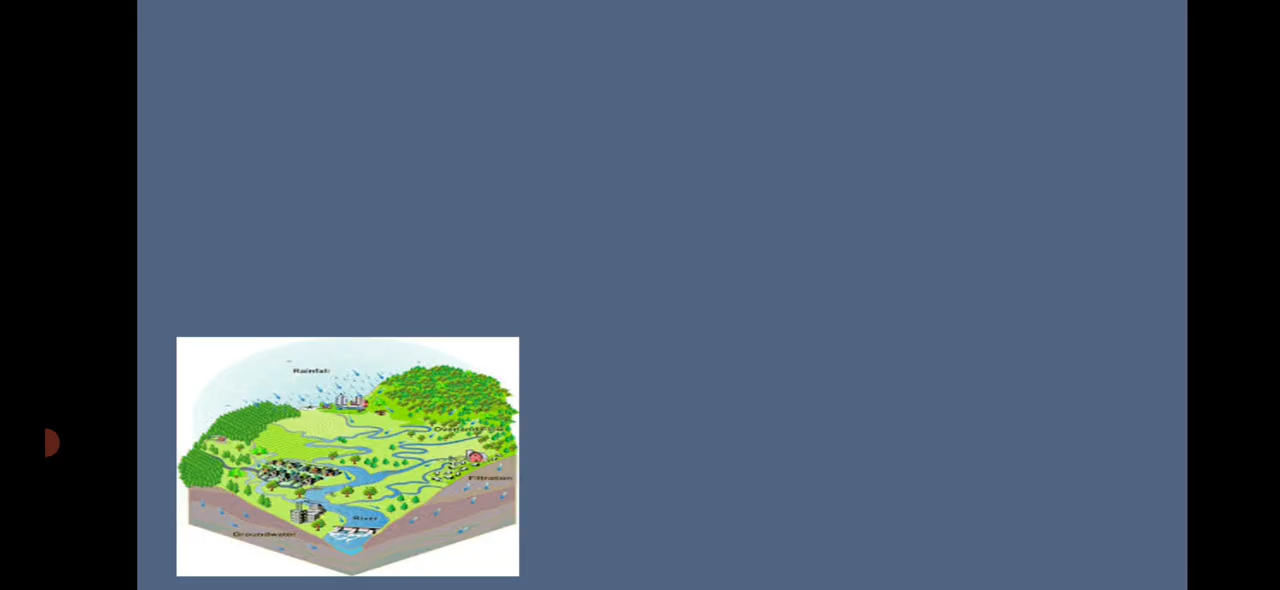 Rainfall
Overland Flow
Filtration
River
Groundwater